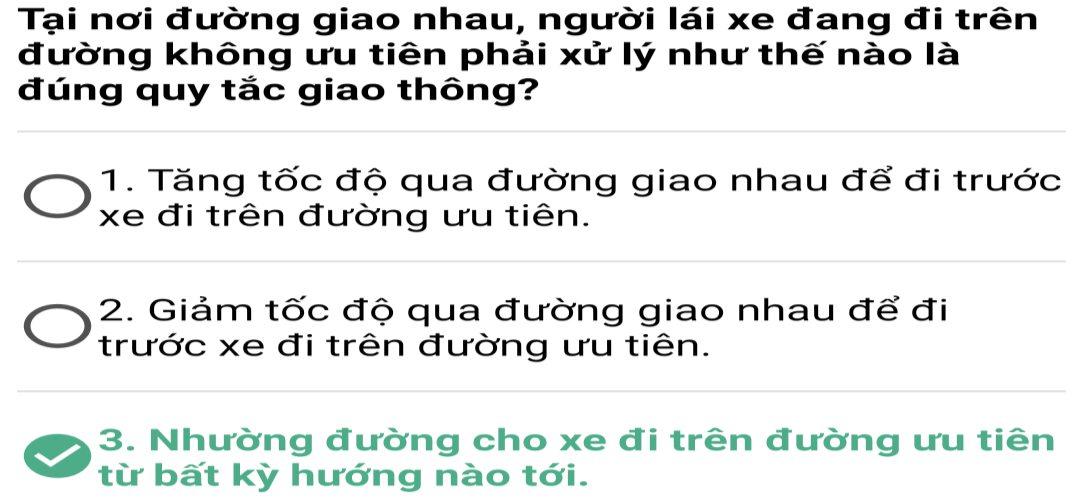 Tại nơi đường giao nhau, người lái xe đang đi trên
đường không ưu tiên phải xử lý như thế nào là
đúng quy tắc giao thông?
1. Tăng tốc độ qua đường giao nhau để đi trước
xe đi trên đường ưu tiên.
2. Giảm tốc độ qua đường giao nhau để đi
trước xe đi trên đường ưu tiên.
3. Nhường đường cho xe đi trên đường ưu tiên
từ bất kỳ hướng nào tới.